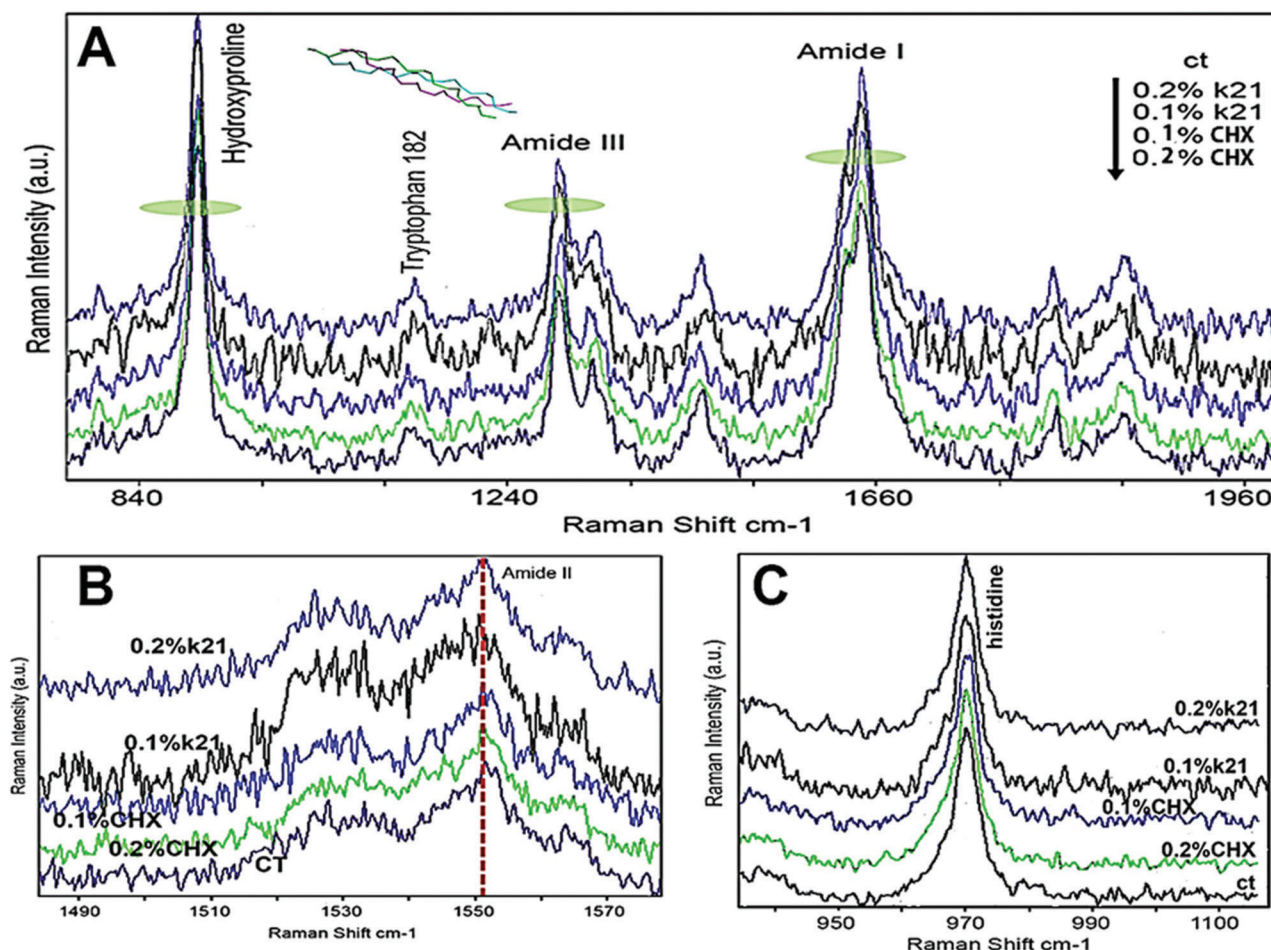 A
Hydroxyproline
Tryptophan 182
Amide III
Amide I
ct
0.2% k21
0.1% k21
0.1% CHX
0.2% CHX
Raman Intensity (a.u.)
840
1240
1660
1960
Raman Shift cm-1
B
Amide II
0.2%k21
0.1%k21
0.1%CHX
0.2%CHX
CT
Raman Intensity (a.u.)
1490
1510
1530
1550
1570
Raman Shift cm-1
C
histidine
0.2%k21
0.1%k21
0.1%CHX
0.2%CHX
ct
Raman Intensity (a.u.)
950
970
990
1100
Raman Shift cm-1